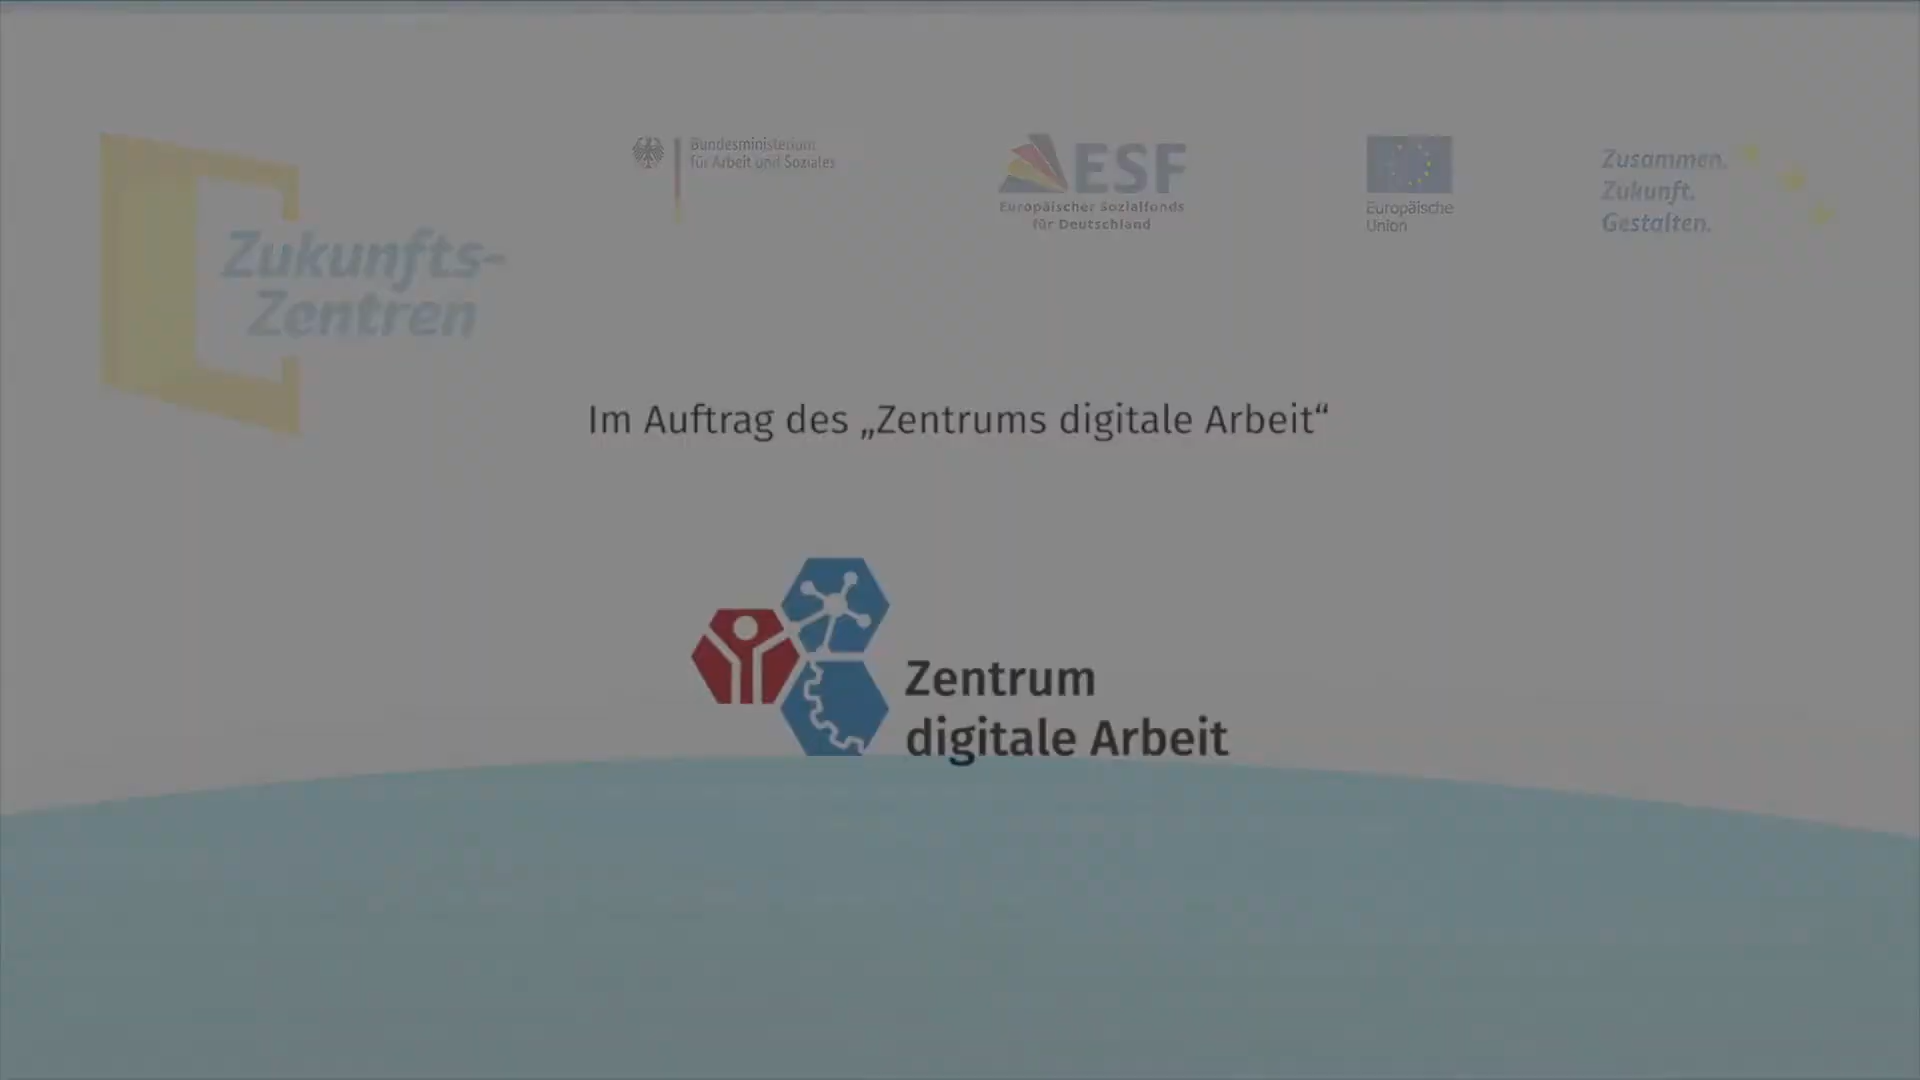 Zukunfts-
Zentren
Bundesministerium
für Arbeit und Soziales
ESF
Europäischer Sozialfonds
für Deutschland
Europäische
Union
Zusammen.
Zukunft.
Gestalten.
Im Auftrag des „Zentrums digitale Arbeit“
Zentrum
digitale Arbeit